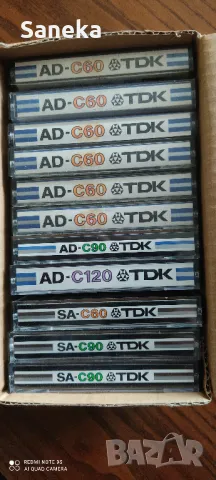 Saneka
AD-C60 TDK
AD-C60 TDK
AD-C60 TDK
AD-C60 TDK
AD-C60 TDK
AD-C60 TDK
AD-C90 TDK
AD-C120 TDK
SA-C60 TDK
SA-C90 TDK
SA-C90 TDK
REDMI NOTE 9S
AI QUAD CAMERA
BAZAR